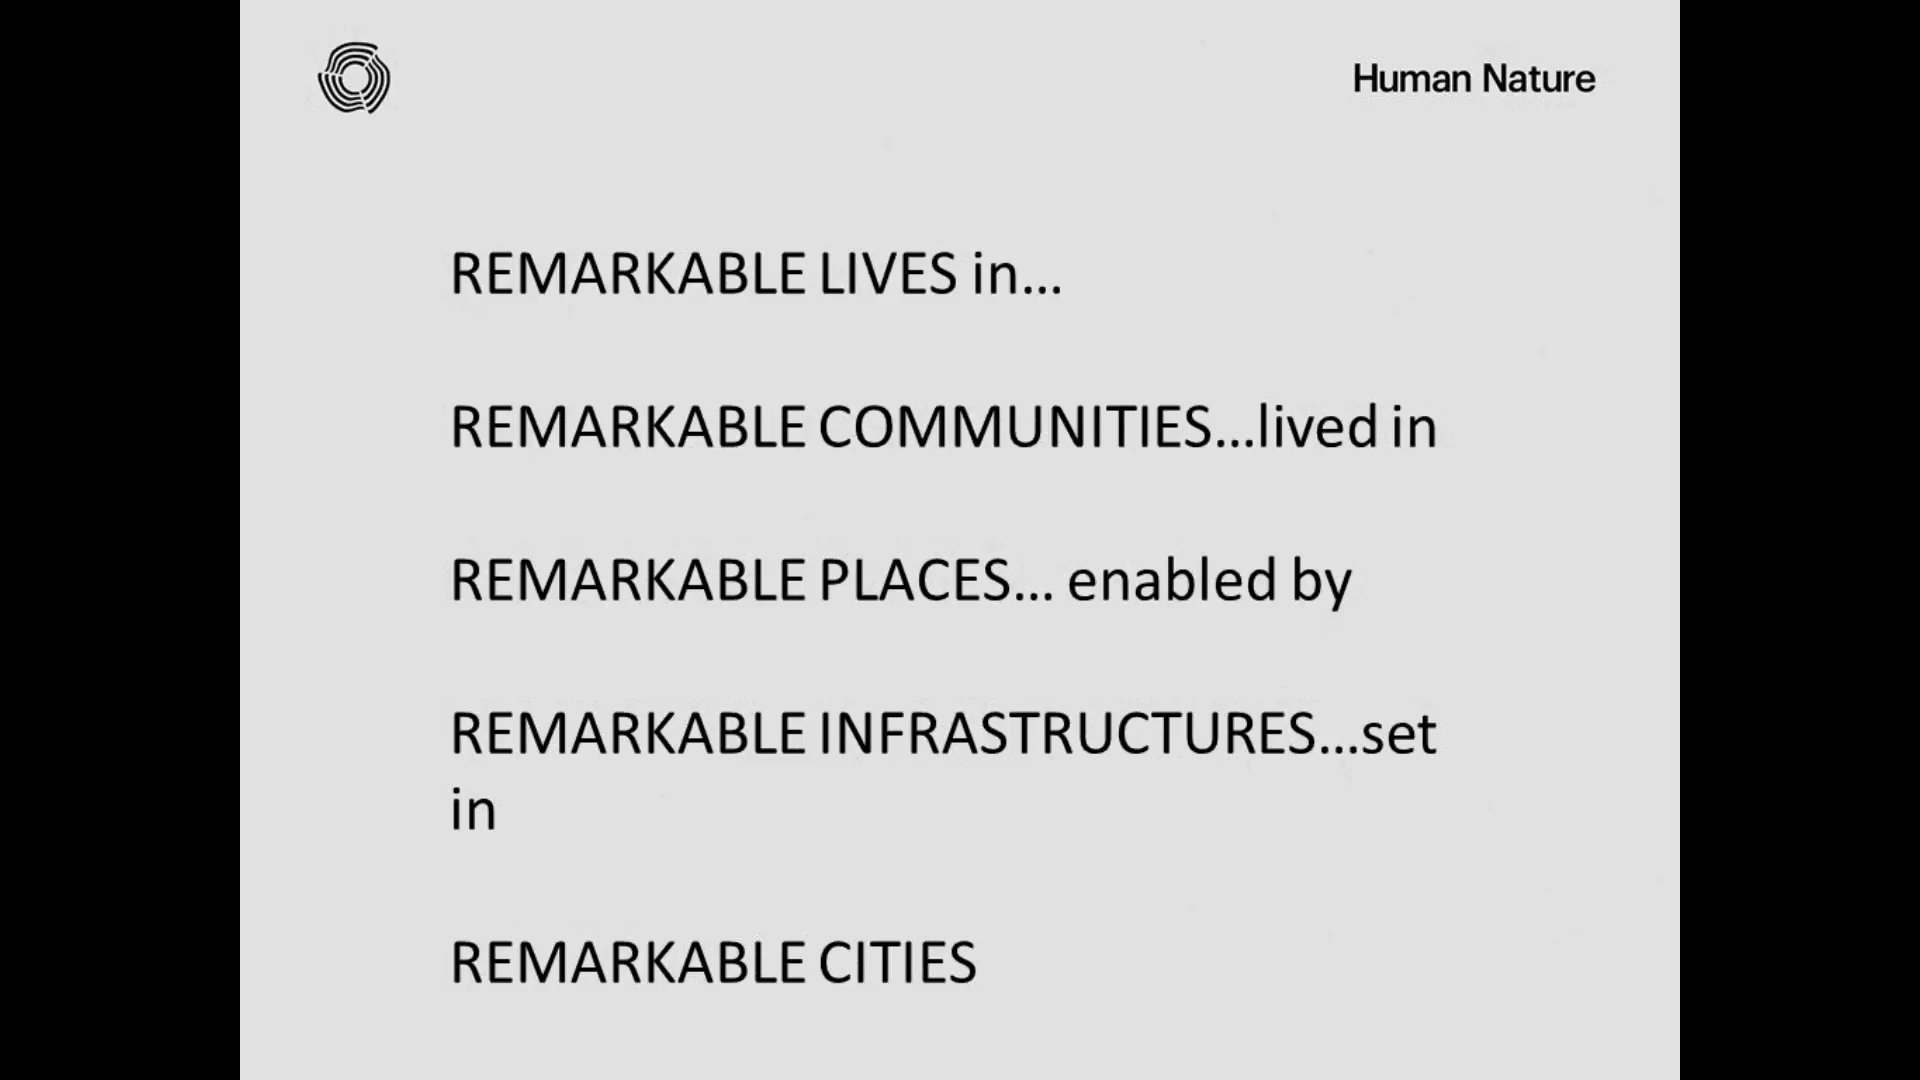 Human Nature
REMARKABLE LIVES in...
REMARKABLE COMMUNITIES...lived in
REMARKABLE PLACES... enabled by
REMARKABLE INFRASTRUCTURES...set
in
REMARKABLE CITIES